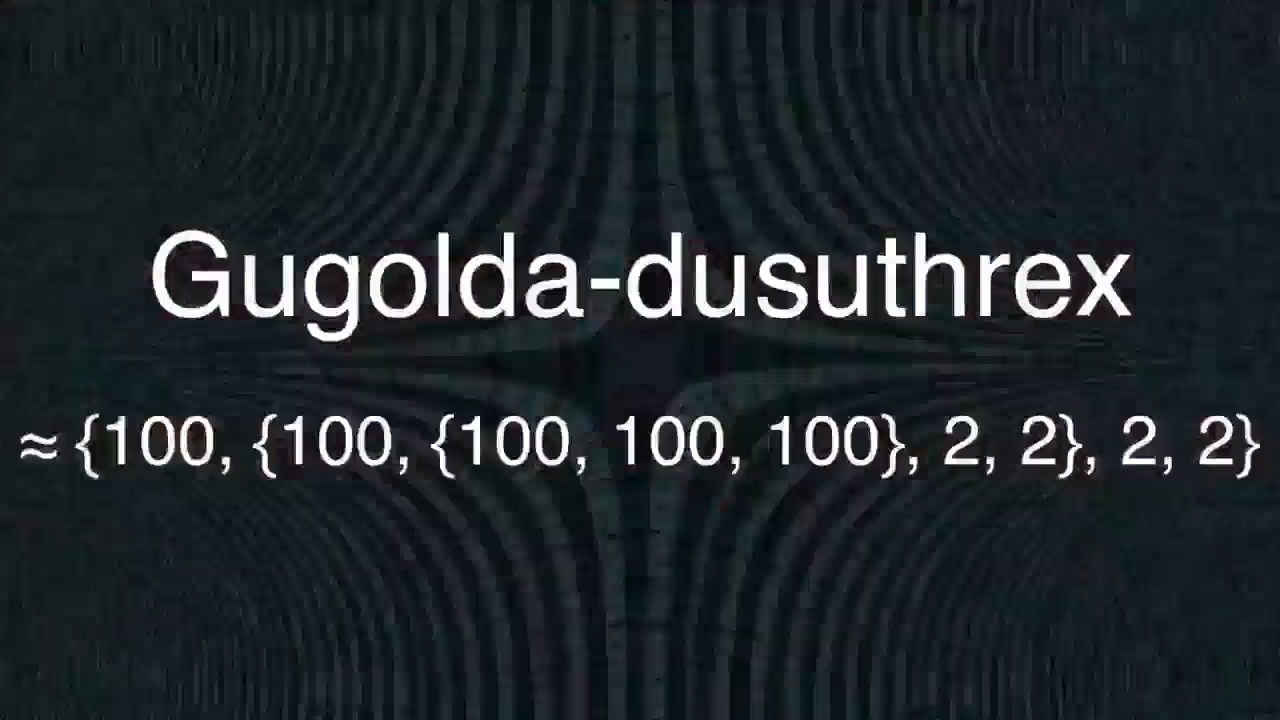 Gugolda-dusuthrex
≈ {100, {100, {100, 100, 100}, 2, 2}, 2, 2}